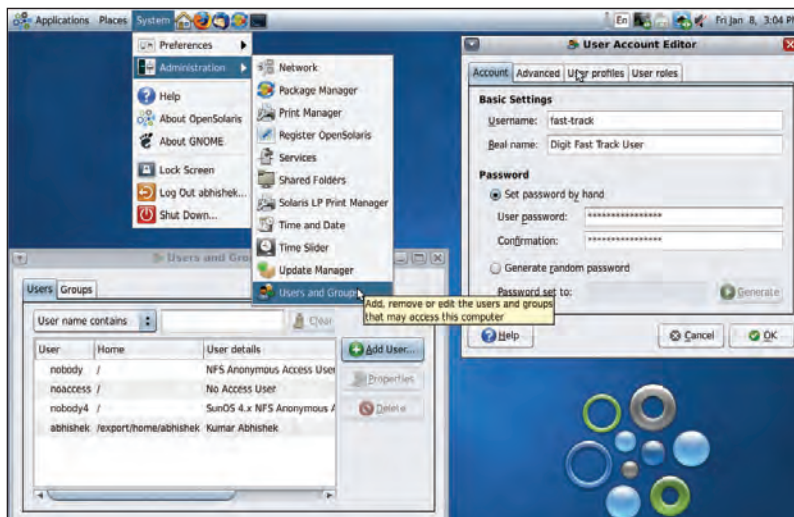 Applications Places System En Fri Jan 8, 3:04 P
Preferences
Administration
Help
About OpenSolaris
About GNOME
Lock Screen
Log Out abhishek...
Shut Down...
Network
Package Manager
Print Manager
Register OpenSolaris
Services
Shared Folders
Solaris LP Print Manager
Time and Date
Time Slider
Update Manager
Users and Groups
Add, remove or edit the users and groups
that may access this computer
User Account Editor
Account Advanced User profiles User roles
Basic Settings
Username: fast-track
Real name: Digit Fast Track User
Password
Set password by hand
User password: ****************
Confirmation: ****************
Generate random password
Password set to: Generate
Help Cancel OK
Users and Gro
Users Groups
User name contains Clear
User Home User details
nobody / NFS Anonymous Access User
noaccess / No Access User
nobody4 / SunOS 4.x NFS Anonymous A
abhishek /export/home/abhishek Kumar Abhishek
Add User...
Properties
Delete